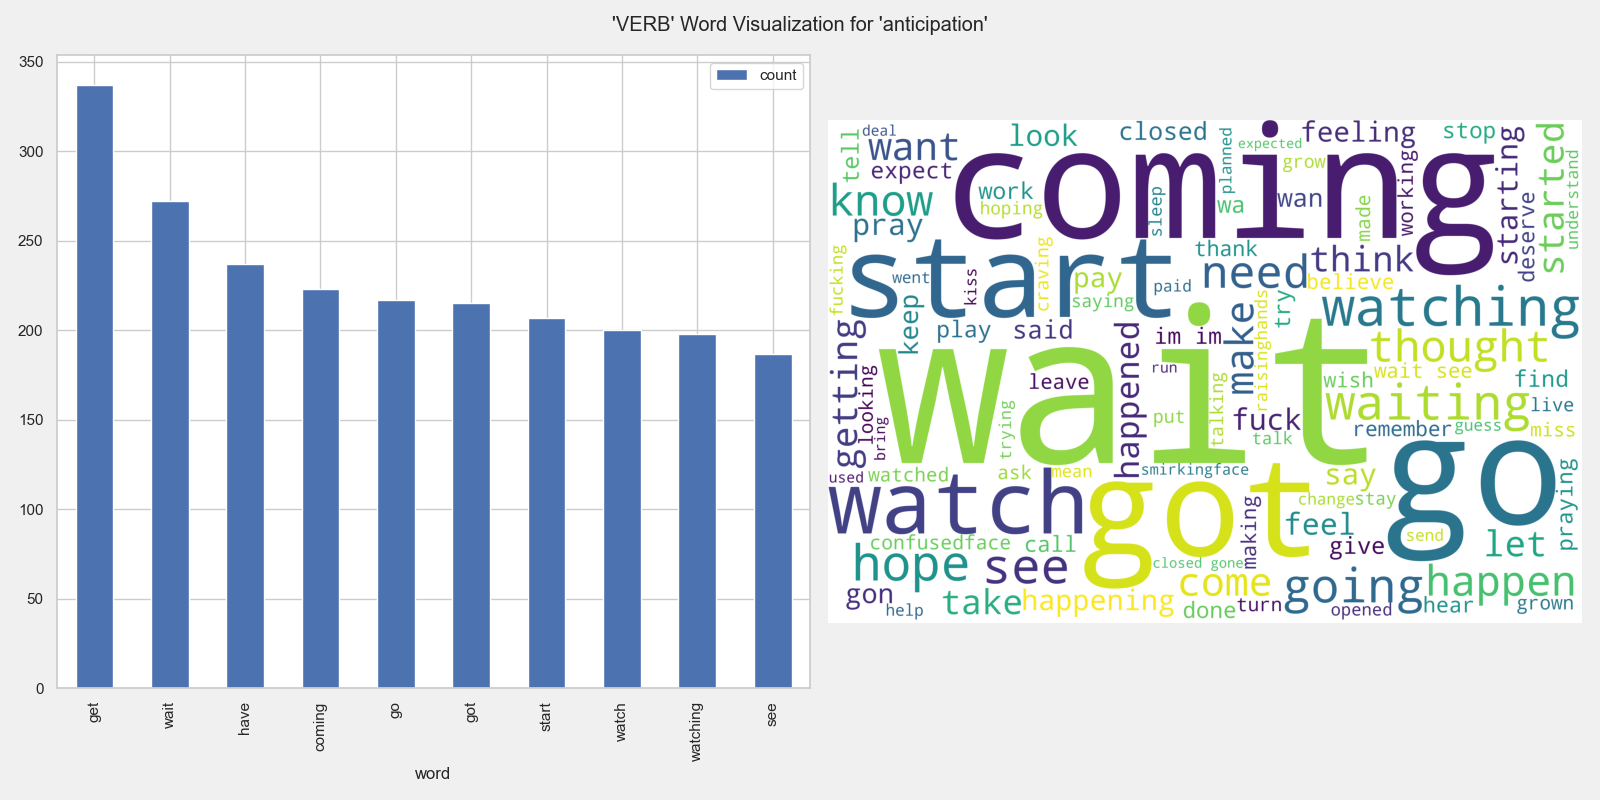 'VERB' Word Visualization for 'anticipation'
350
300
250
200
150
100
50
0
count
get
wait
have
coming
go
got
start
watch
watching
see
word
deal
want
look
closed
feeling
stop
tell
expect
expected
planned
grow
working
starting
started
understand
coming
know
work
hoping
sleep
wa
wan
made
deserve
pray
thank
think
start
went
kiss
craving
pay
saying
paid
need
believe
fucking
keep
play
said
happened
im im
make
raisinghands
try
watching
getting
looking
bring
wait
leave
run
thought
wait see
find
wish
waiting
live
trying
put
talking
fuck
talk
remember
guess
miss
used
watched
ask
mean
smirkingface
say
go
watch
got
change
stay
praying
confusedface
call
making
feel
send
give
let
hope
see
closed gone
come
going
happen
gon
help
take
happening
done
turn
opened
hear
grown